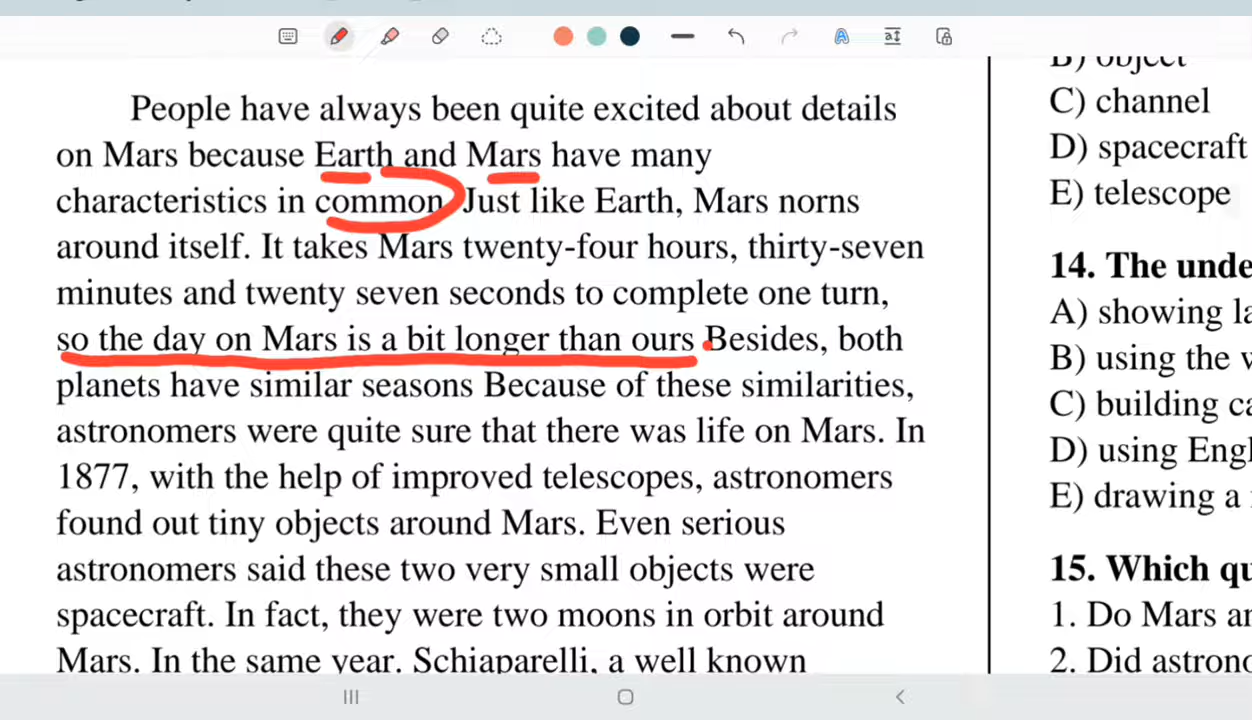 People have always been quite excited about details
on Mars because Earth and Mars have many
characteristics in common. Just like Earth, Mars norns
around itself. It takes Mars twenty-four hours, thirty-seven
minutes and twenty seven seconds to complete one turn,
so the day on Mars is a bit longer than ours. Besides, both
planets have similar seasons Because of these similarities,
astronomers were quite sure that there was life on Mars. In
1877, with the help of improved telescopes, astronomers
found out tiny objects around Mars. Even serious
astronomers said these two very small objects were
spacecraft. In fact, they were two moons in orbit around
Mars. In the same year. Schiaparelli, a well known
B) object
C) channel
D) spacecraft
E) telescope
14. The unde
A) showing la
B) using the
C) building ca
D) using Engl
E) drawing a
15. Which qu
1. Do Mars an
2. Did astrono